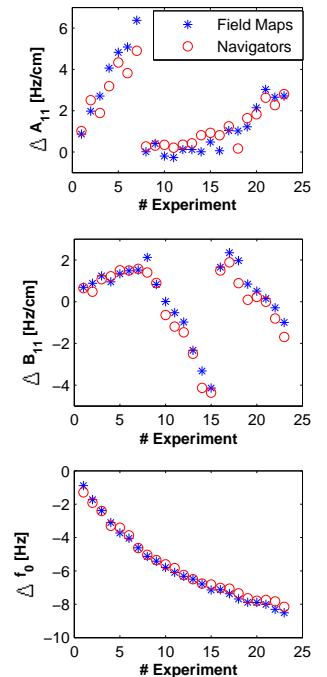 Field Maps
Navigators
Δ A11 [Hz/cm]
6
4
2
0
0 5 10 15 20 25
# Experiment
Δ B11 [Hz/cm]
2
0
−2
−4
0 5 10 15 20 25
# Experiment
Δ f0 [Hz]
0
−2
−4
−6
−8
−10
0 5 10 15 20 25
# Experiment